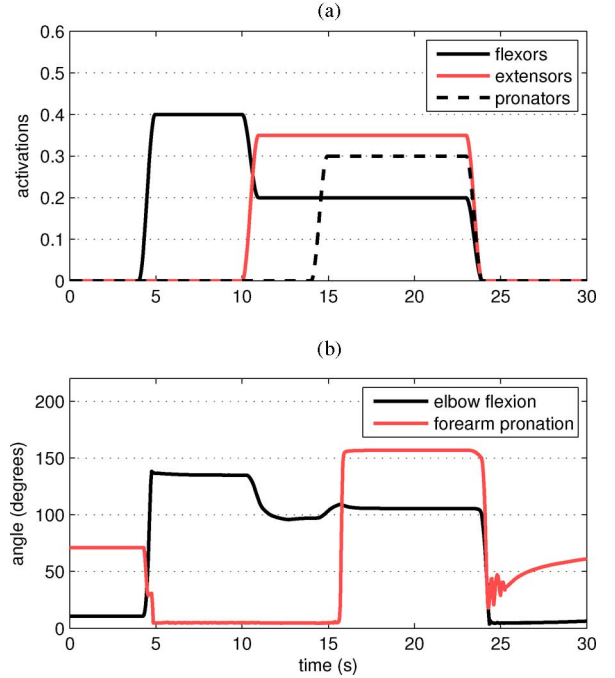 (a)
activations
0.6
0.5
0.4
0.3
0.2
0.1
0
flexors
extensors
pronators
0 5 10 15 20 25 30
(b)
angle (degrees)
200
150
100
50
0
elbow flexion
forearm pronation
0 5 10 15 20 25 30
time (s)